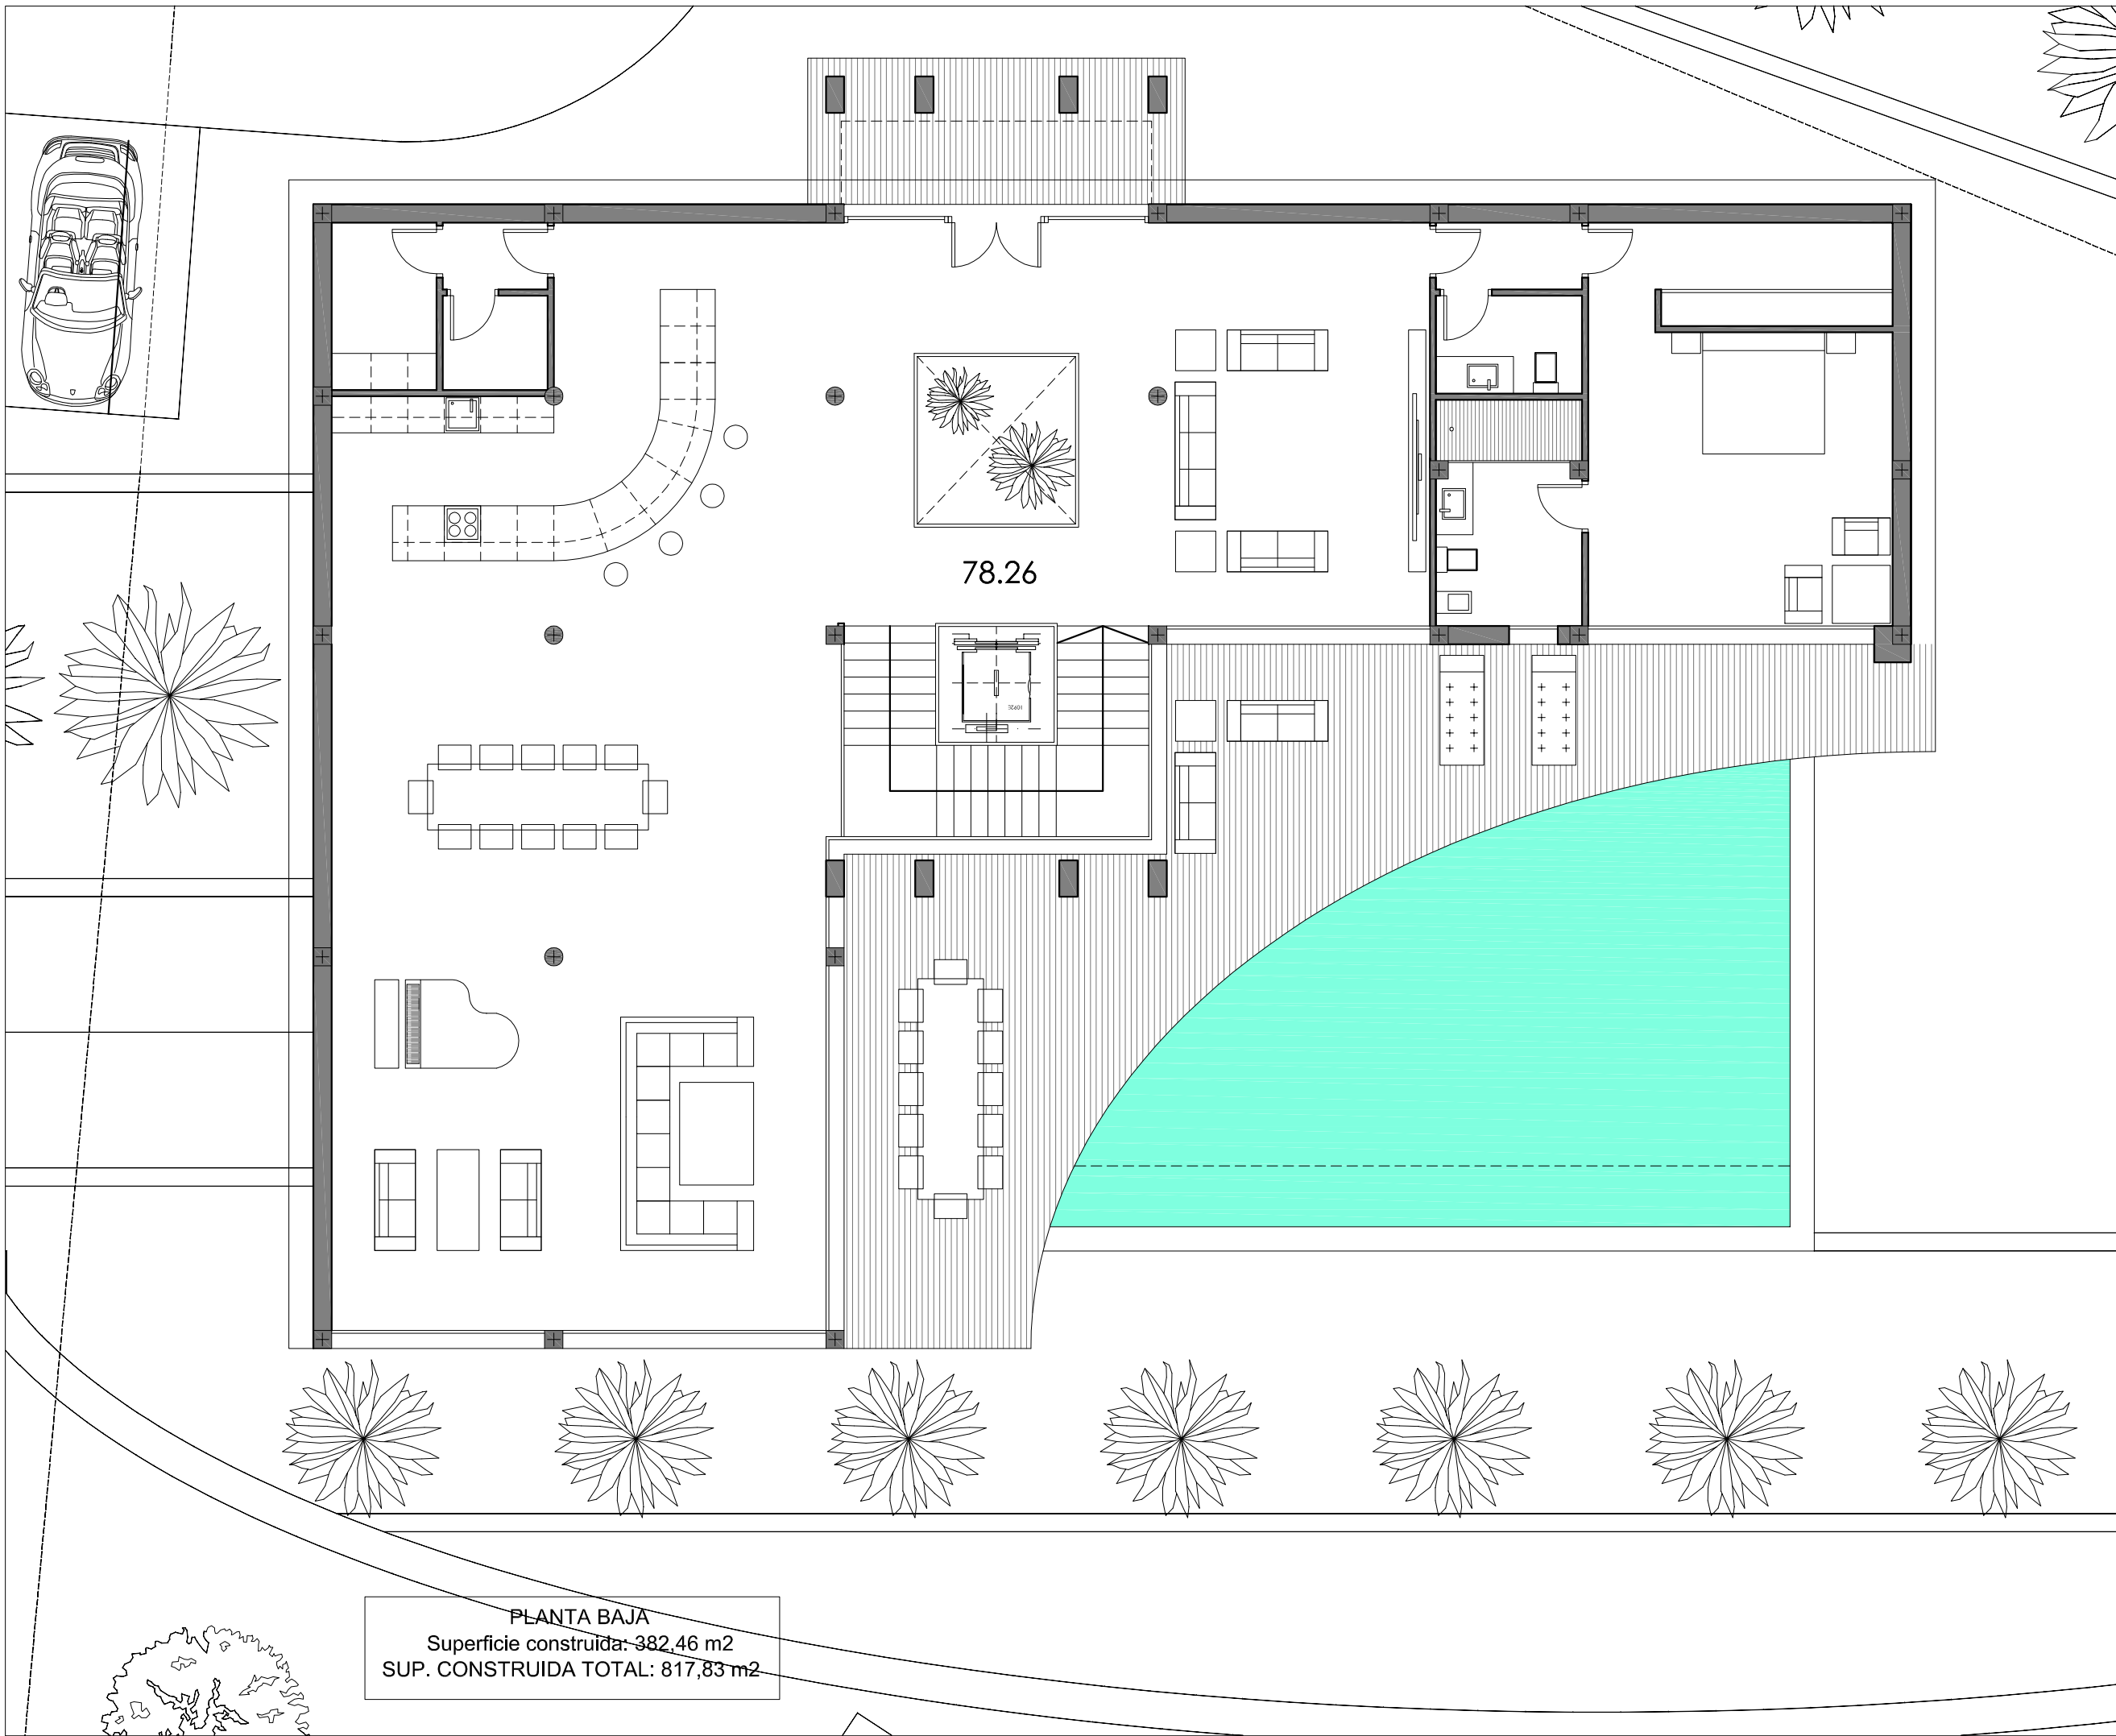 78.26
PLANTA BAJA
Superficie construida: 382,46 m2
SUP. CONSTRUIDA TOTAL: 817,83 m2